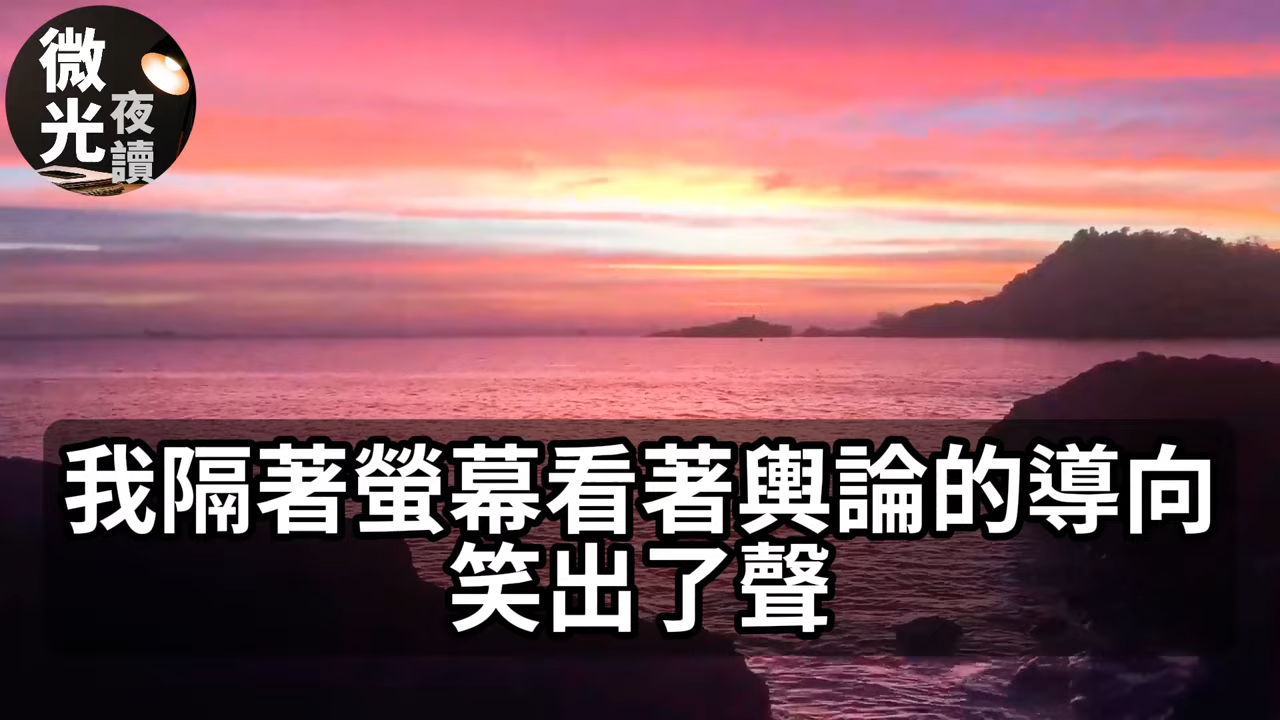 微光
夜讀
我隔著螢幕看著輿論的導向
笑出了聲